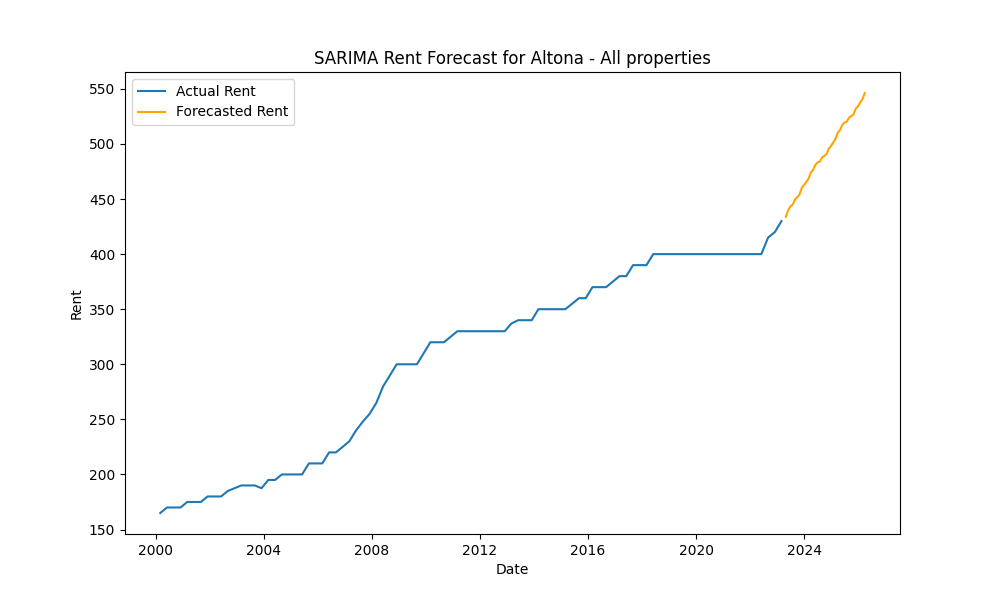 SARIMA Rent Forecast for Altona - All properties
Actual Rent
Forecasted Rent
550
500
450
400
350
300
250
200
150
Rent
2000 2004 2008 2012 2016 2020 2024
Date